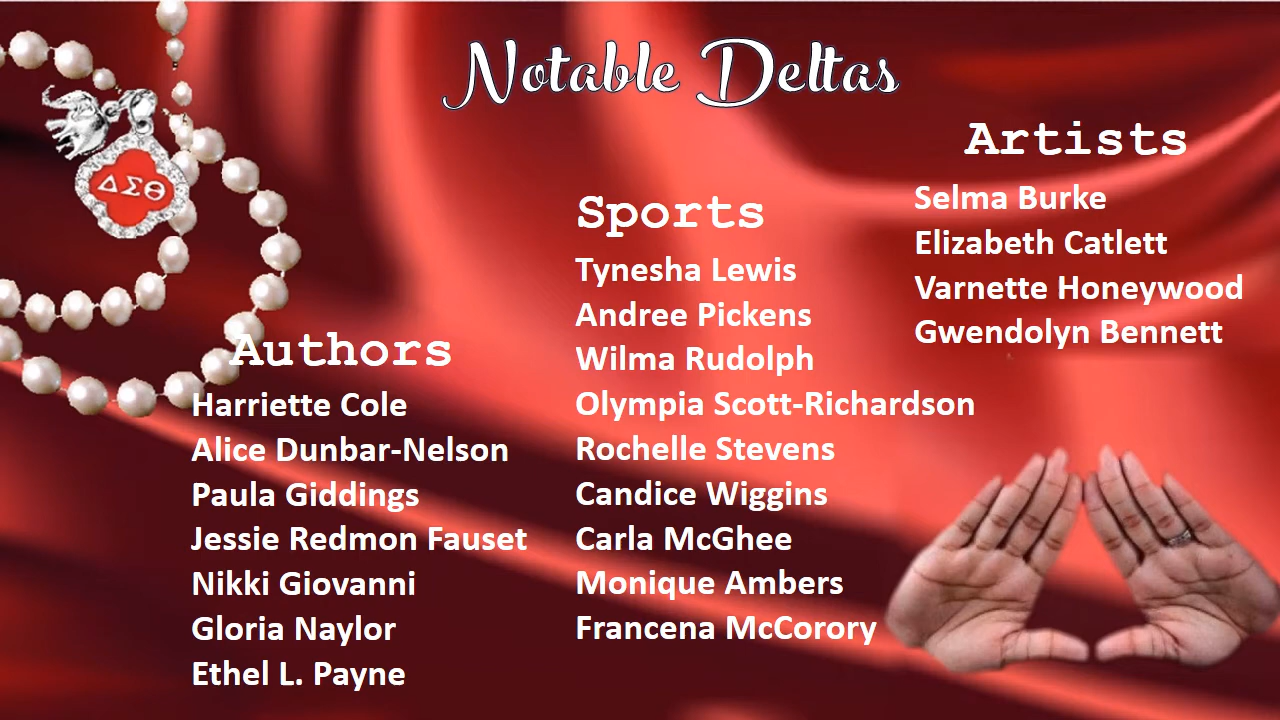 Notable Deltas
ΔΣΘ
Authors
Harriette Cole
Alice Dunbar-Nelson
Paula Giddings
Jessie Redmon Fauset
Nikki Giovanni
Gloria Naylor
Ethel L. Payne
Sports
Tynesha Lewis
Andree Pickens
Wilma Rudolph
Olympia Scott-Richardson
Rochelle Stevens
Candice Wiggins
Carla McGhee
Monique Ambers
Francena McCorory
Artists
Selma Burke
Elizabeth Catlett
Varnette Honeywood
Gwendolyn Bennett